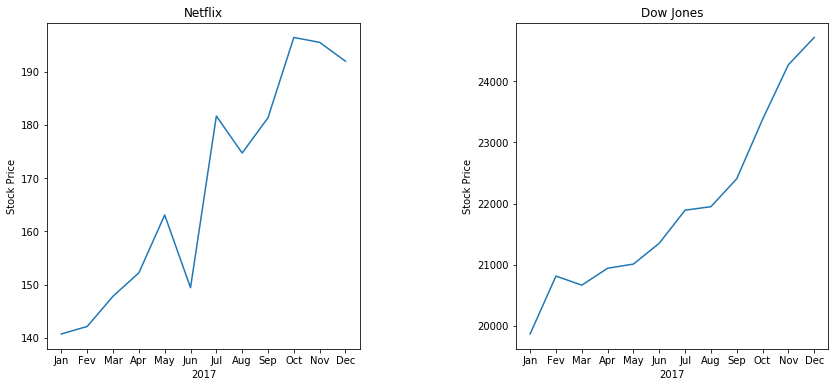 Netflix
Stock Price
190
180
170
160
150
140
Jan Fev Mar Apr May Jun Jul Aug Sep Oct Nov Dec
2017
Dow Jones
Stock Price
24000
23000
22000
21000
20000
Jan Fev Mar Apr May Jun Jul Aug Sep Oct Nov Dec
2017